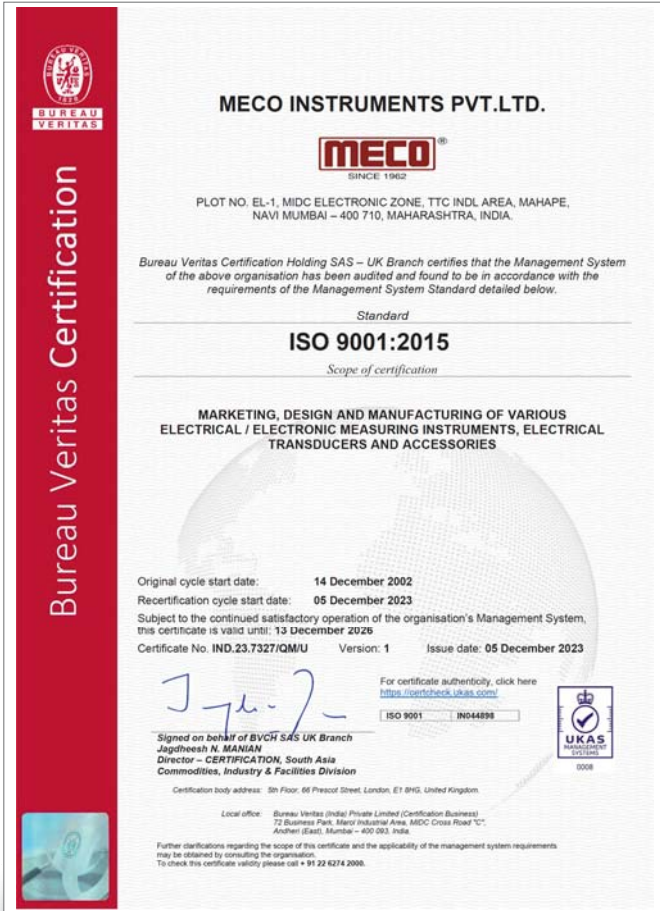 BUREAU VERITAS
1828
BUREAU
VERITAS
Bureau Veritas Certification
MECO INSTRUMENTS PVT.LTD.
MECO®
SINCE 1962
PLOT NO. EL-1, MIDC ELECTRONIC ZONE, TTC INDL AREA, MAHAPE,
NAVI MUMBAI – 400 710, MAHARASHTRA, INDIA.
Bureau Veritas Certification Holding SAS – UK Branch certifies that the Management System
of the above organisation has been audited and found to be in accordance with the
requirements of the Management System Standard detailed below.
Standard
ISO 9001:2015
Scope of certification
MARKETING, DESIGN AND MANUFACTURING OF VARIOUS
ELECTRICAL / ELECTRONIC MEASURING INSTRUMENTS, ELECTRICAL
TRANSDUCERS AND ACCESSORIES
Original cycle start date: 14 December 2002
Recertification cycle start date: 05 December 2023
Subject to the continued satisfactory operation of the organisation's Management System,
this certificate is valid until: 13 December 2026
Certificate No. IND.23.7327/QM/U Version: 1 Issue date: 05 December 2023
For certificate authenticity, click here
https://certcheck.ukas.com/
ISO 9001 IN044898
UKAS
MANAGEMENT
SYSTEMS
0008
Signed on behalf of BVCH SAS UK Branch
Jagdheesh N. MANIAN
Director – CERTIFICATION, South Asia
Commodities, Industry & Facilities Division
Certification body address: 5th Floor, 66 Prescot Street, London, E1 8HG, United Kingdom.
Local office: Bureau Veritas (India) Private Limited (Certification Business)
72 Business Park, Marol Industrial Area, MIDC Cross Road "C",
Andheri (East), Mumbai – 400 093, India.
Further clarifications regarding the scope of this certificate and the applicability of the management system requirements
may be obtained by consulting the organisation.
To check this certificate validity please call + 91 22 6274 2000.